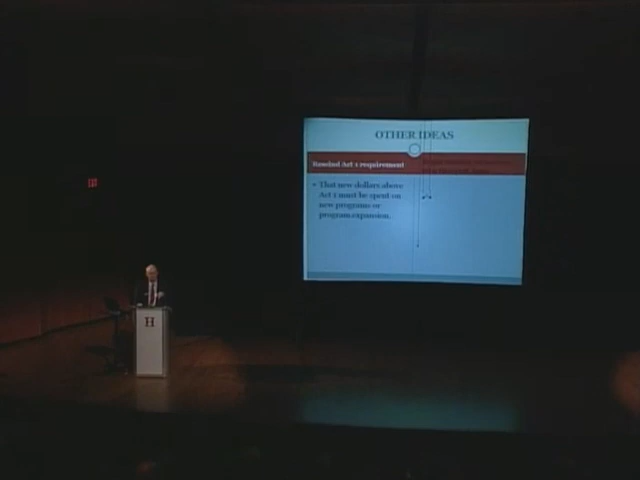 OTHER IDEAS
Rescind Act 1 requirement
That new dollars above
Act 1 must be spent on
new programs or
program expansion.
H